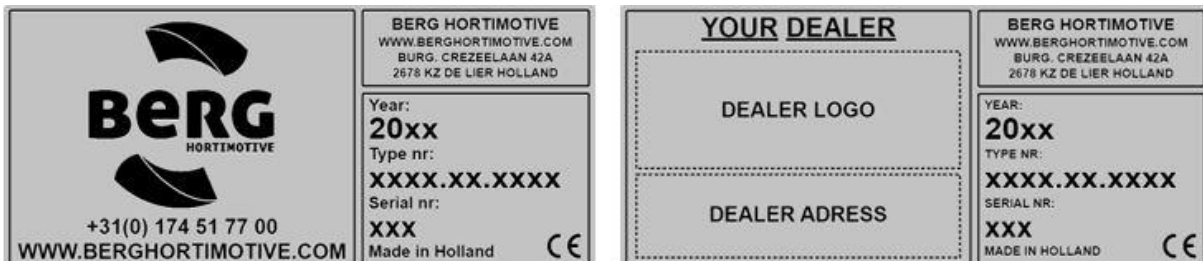 BERG
HORTIMOTIVE
+31(0) 174 51 77 00
WWW.BERGHORTIMOTIVE.COM
BERG HORTIMOTIVE
WWW.BERGHORTIMOTIVE.COM
BURG. CREZEELAAN 42A
2678 KZ DE LIER HOLLAND
Year:
20xx
Type nr:
xxxx.xx.xxxx
Serial nr:
xxx
Made in Holland CE
YOUR DEALER
DEALER LOGO
DEALER ADRESS
BERG HORTIMOTIVE
WWW.BERGHORTIMOTIVE.COM
BURG. CREZEELAAN 42A
2678 KZ DE LIER HOLLAND
YEAR:
20xx
TYPE NR:
xxxx.xx.xxxx
SERIAL NR:
xxx
MADE IN HOLLAND CE